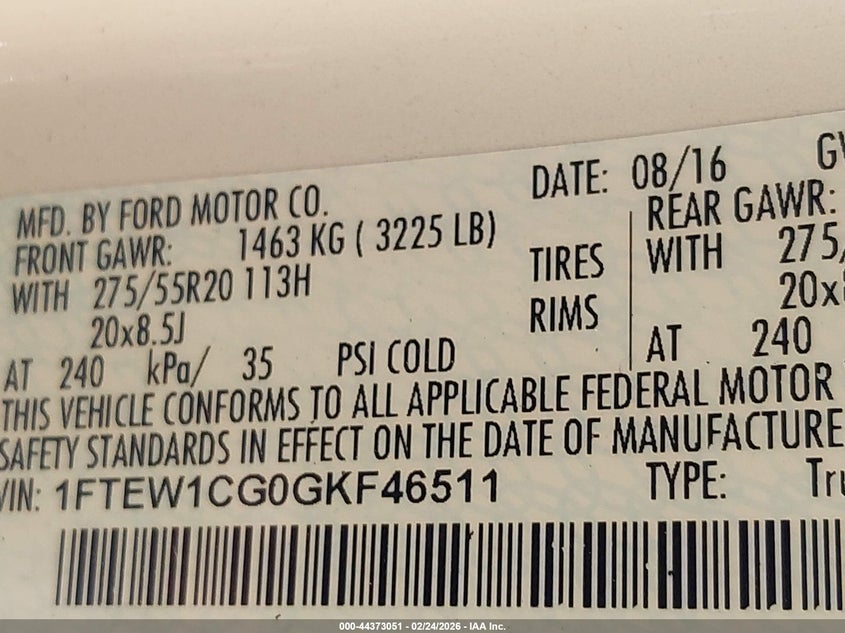 MFD. BY FORD MOTOR CO. DATE: 08/16
FRONT GAWR: 1463 KG ( 3225 LB) REAR GAWR:
WITH 275/55R20 113H TIRES WITH 275/
20x8.5J RIMS
AT 240 kPa/ 35 PSI COLD AT 240
THIS VEHICLE CONFORMS TO ALL APPLICABLE FEDERAL MOTOR
SAFETY STANDARDS IN EFFECT ON THE DATE OF MANUFACTURE
VIN: 1FTEW1CG0GKF46511 TYPE:
000-44373051 - 02/24/2026 - IAA Inc.